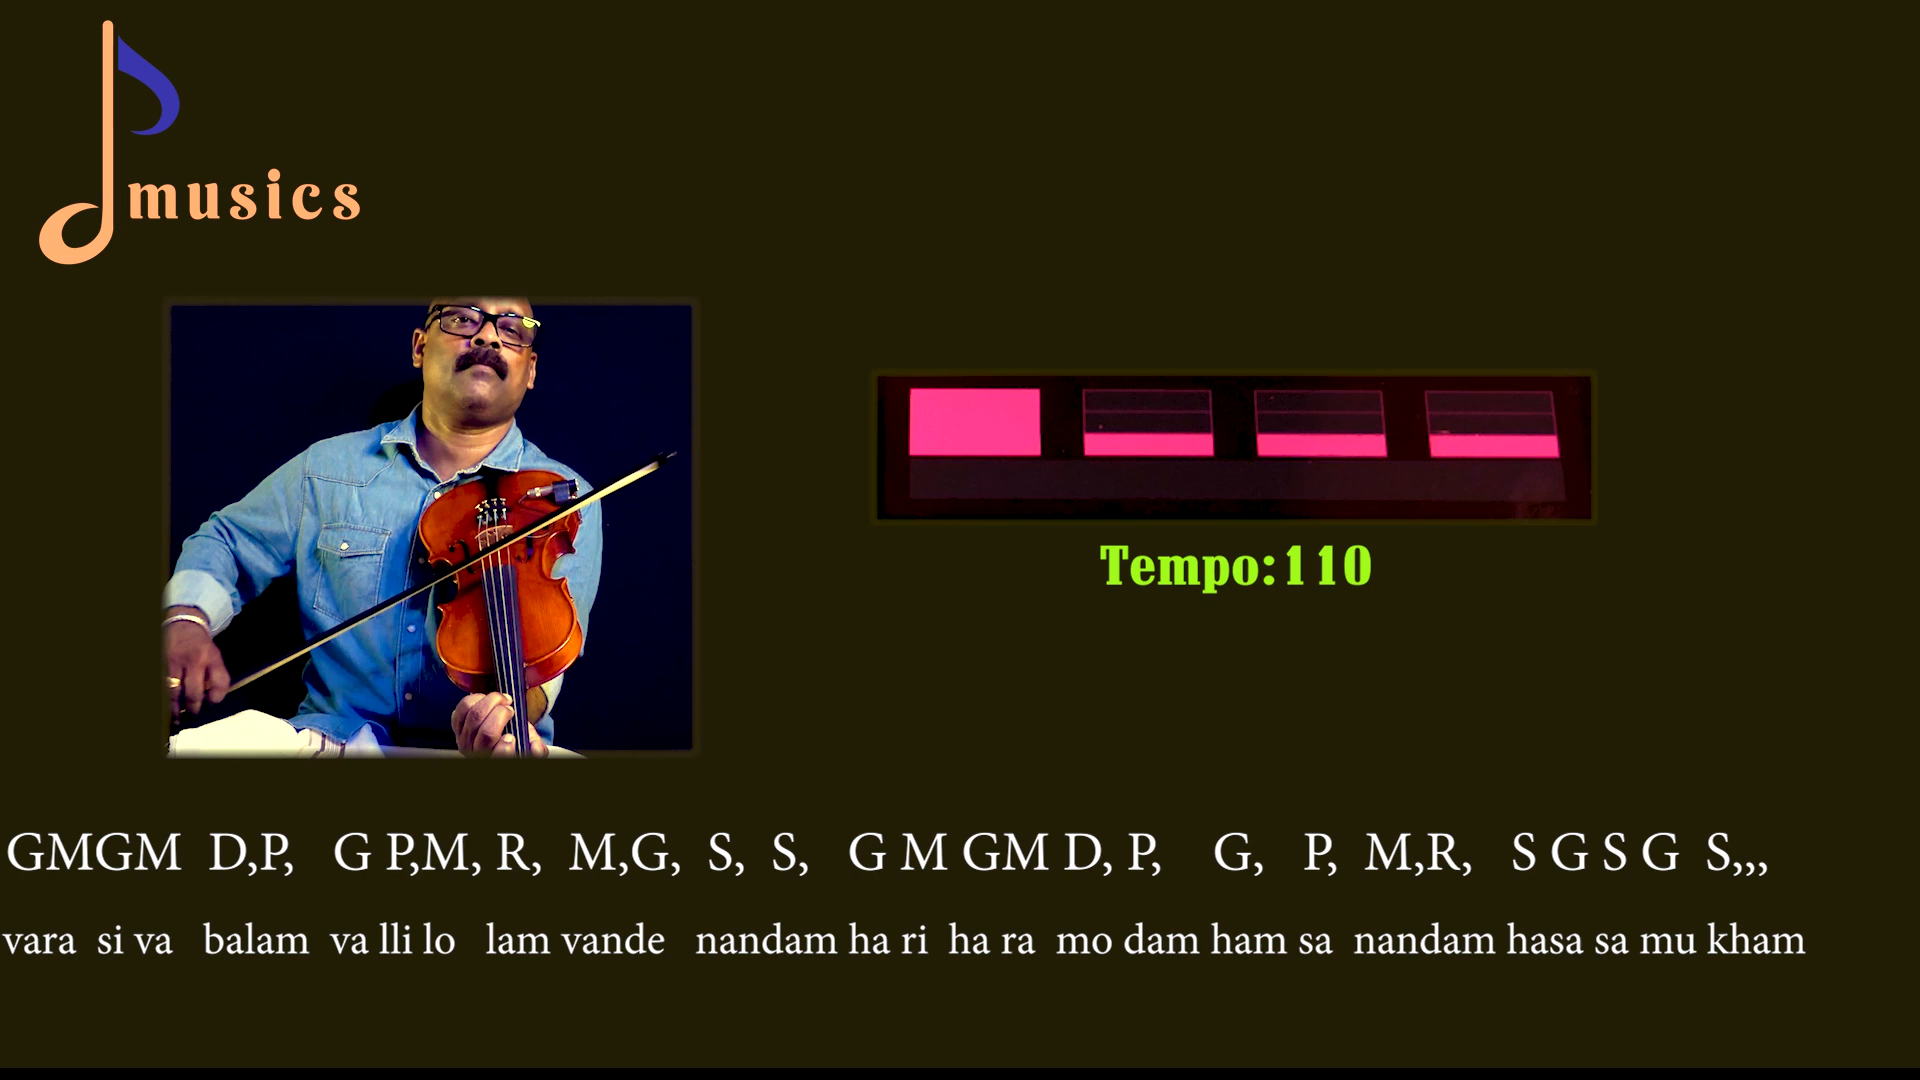 musics
Tempo:110
GMGM D,P, G P,M, R, M,G, S, S, G M GM D, P, G, P, M,R, S G S G S,,,
vara si va balam va lli lo lam vande nandam ha ri ha ra mo dam ham sa nandam hasa sa mu kham